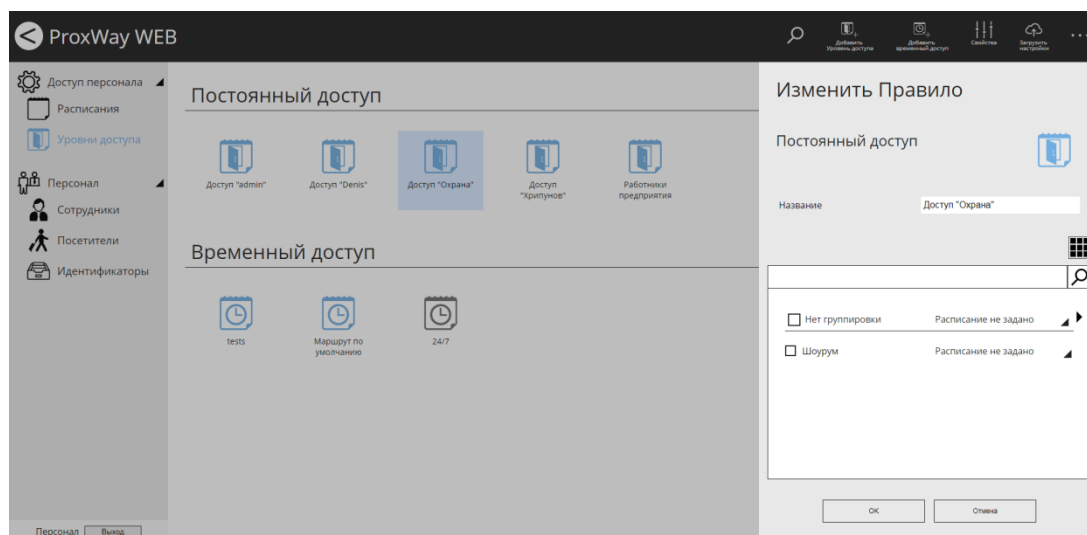 ProxWay WEB
Добавить
Уровень доступа
Добавить
временный доступ
Свойства
Загрузить
настройки
Доступ персонала
Расписания
Уровни доступа
Персонал
Сотрудники
Посетители
Идентификаторы
Персонал
Выход
Постоянный доступ
Доступ "admin"
Доступ "Denis"
Доступ "Охрана"
Доступ
"Хрипунов"
Работники
предприятия
Временный доступ
tests
Маршрут по
умолчанию
24/7
Изменить Правило
Постоянный доступ
Название
Доступ "Охрана"
Нет группировки
Расписание не задано
Шоурум
Расписание не задано
OK
Отмена